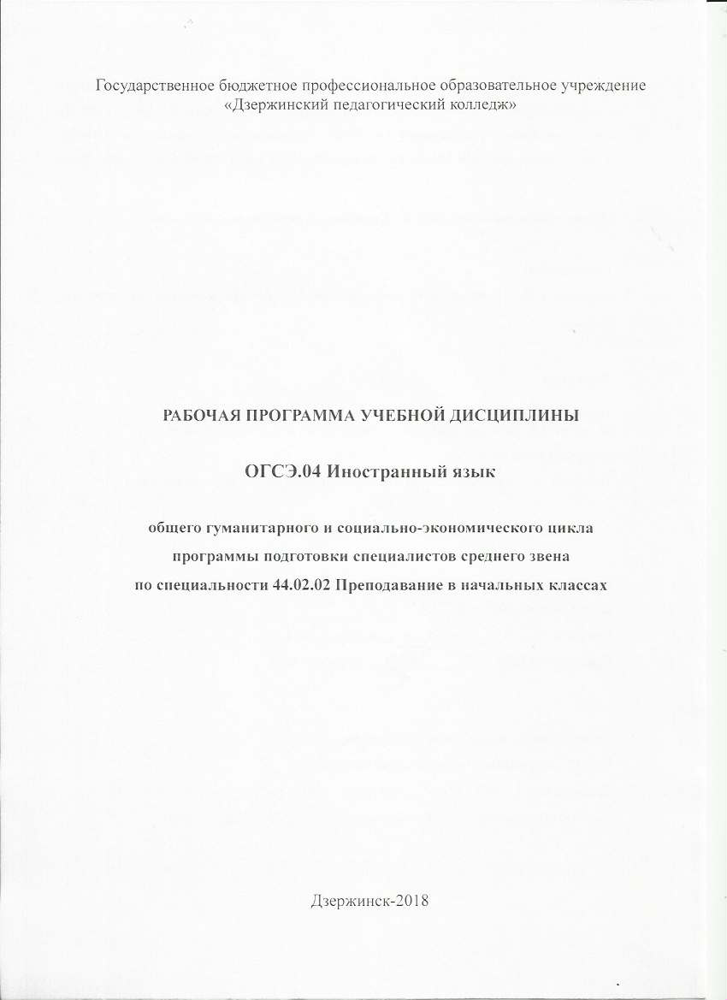 Государственное бюджетное профессиональное образовательное учреждение
«Дзержинский педагогический колледж»
РАБОЧАЯ ПРОГРАММА УЧЕБНОЙ ДИСЦИПЛИНЫ
ОГСЭ.04 Иностранный язык
общего гуманитарного и социально-экономического цикла
программы подготовки специалистов среднего звена
по специальности 44.02.02 Преподавание в начальных классах
Дзержинск-2018